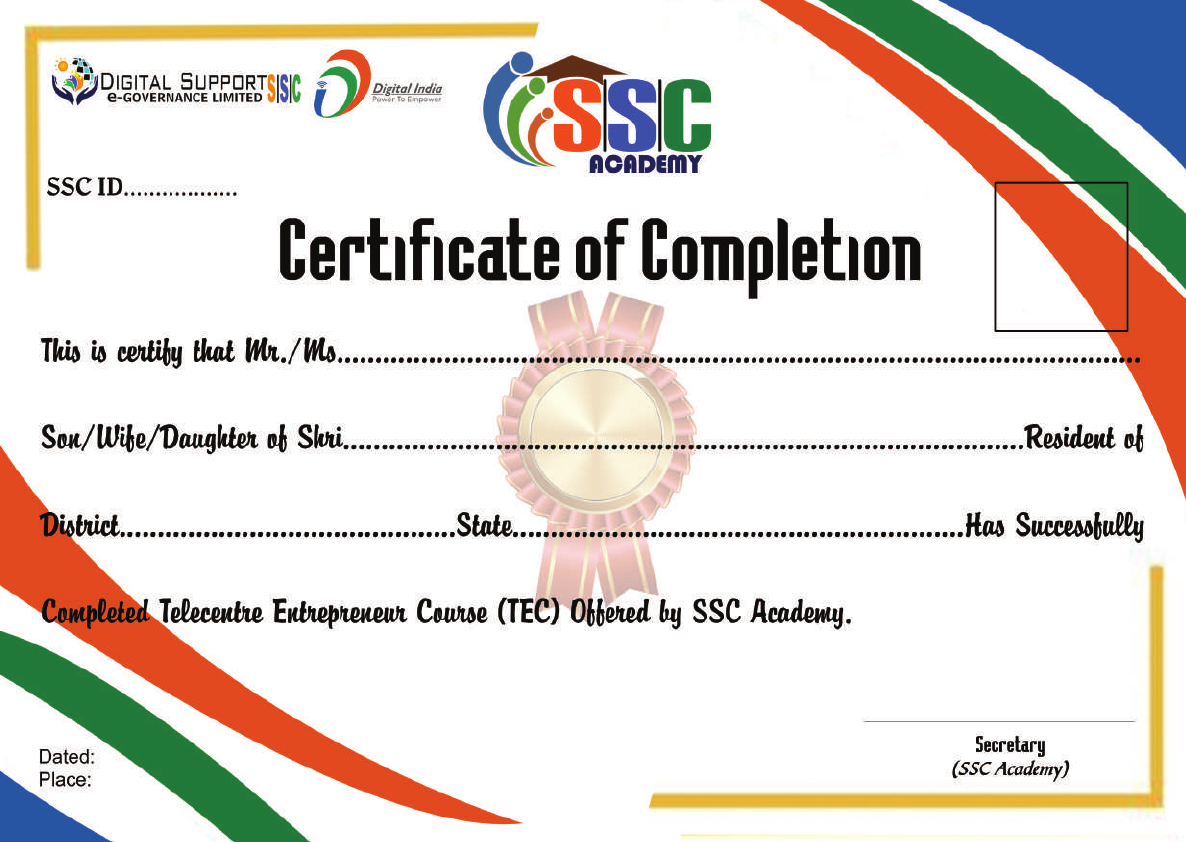 DIGITAL SUPPORT SSC
e-GOVERNANCE LIMITED
Digital India
Power To Empower
SSC
ACADEMY
SSC ID..................
Certificate of Completion
This is certify that Mr./Ms..............................................................................................................
Son/Wife/Daughter of Shri.............................................................................................Resident of
District..............................................State..............................................................Has Successfully
Completed Telecentre Entrepreneur Course (TEC) Offered by SSC Academy.
Dated:
Place:
Secretary
(SSC Academy)